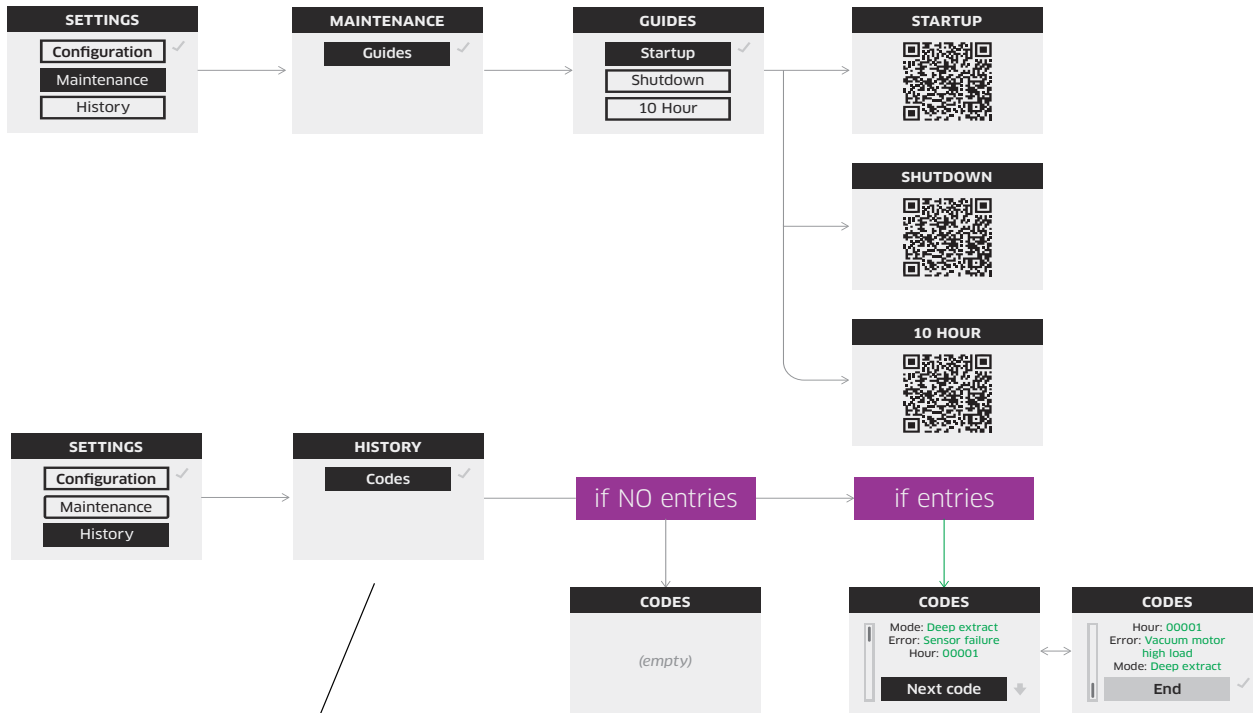 SETTINGS
Configuration
Maintenance
History
MAINTENANCE
Guides
GUIDES
Startup
Shutdown
10 Hour
STARTUP
SHUTDOWN
10 HOUR
SETTINGS
Configuration
Maintenance
History
HISTORY
Codes
if NO entries
if entries
CODES
(empty)
CODES
Mode: Deep extract
Error: Sensor failure
Hour: 00001
Next code
CODES
Hour: 00001
Error: Vacuum motor
high load
Mode: Deep extract
End